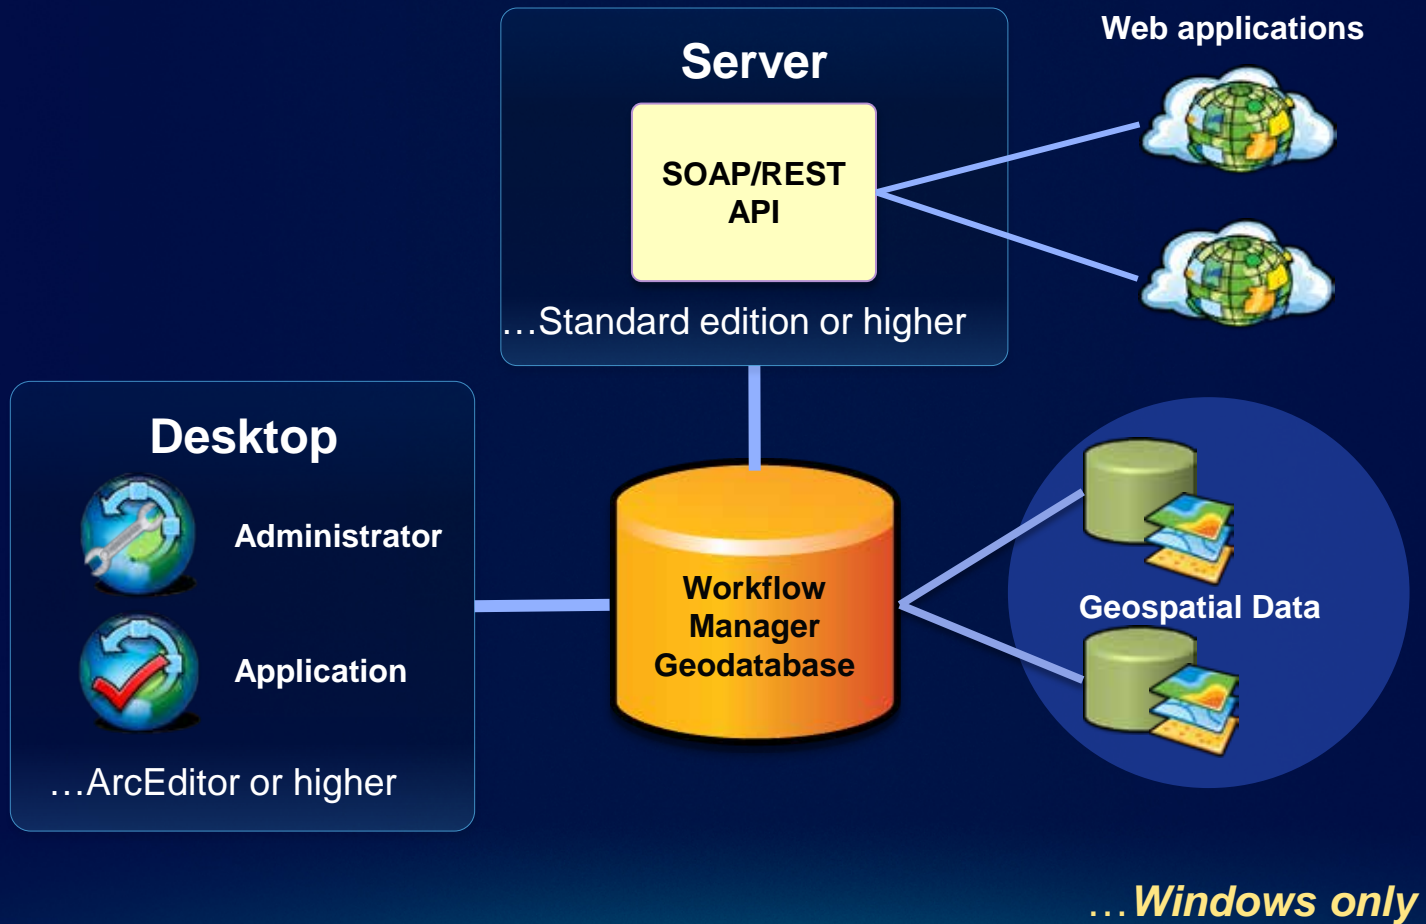 Web applications
Server
SOAP/REST
API
…Standard edition or higher
Desktop
Administrator
Application
…ArcEditor or higher
Workflow
Manager
Geodatabase
Geospatial Data
…Windows only